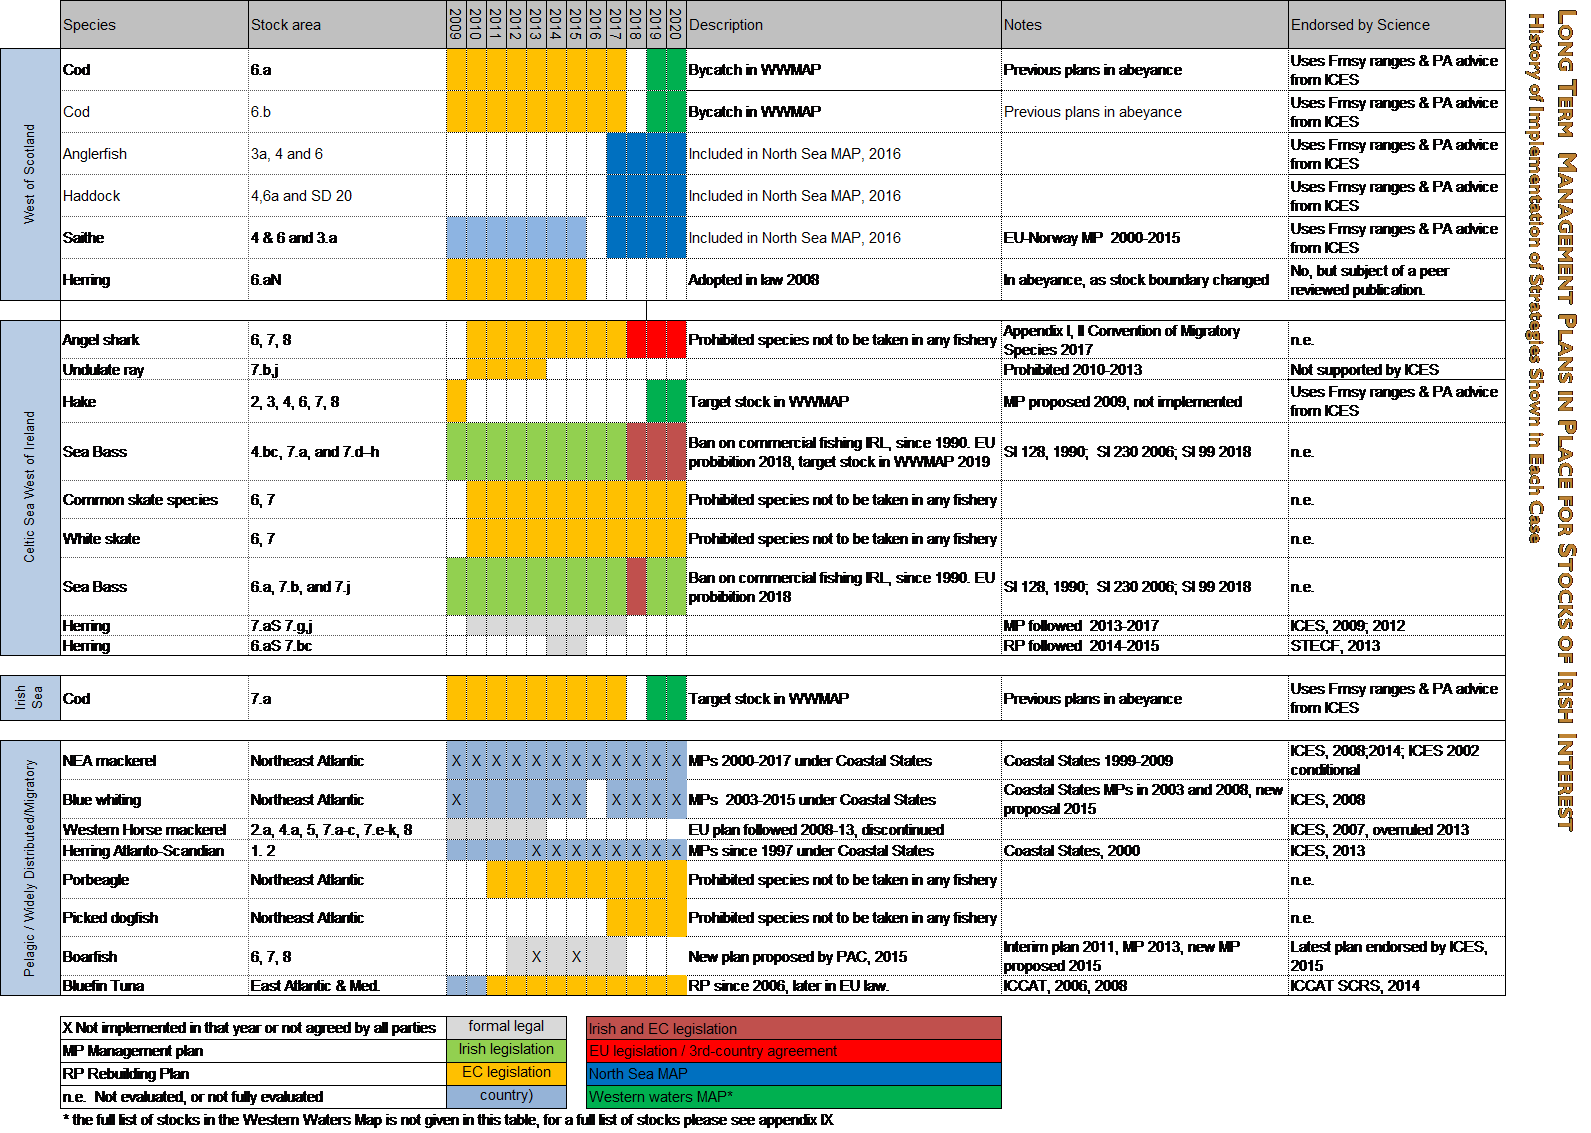 Species Stock area 2009 2010 2011 2012 2013 2014 2015 2016 2017 2018 2019 2020 Description Notes Endorsed by Science
West of Scotland
Cod 6.a Bycatch in WWMAP Previous plans in abeyance Uses Fmsy ranges & PA advice
from ICES
Cod 6.b Bycatch in WWMAP Previous plans in abeyance Uses Fmsy ranges & PA advice
from ICES
Anglerfish 3a, 4 and 6 Included in North Sea MAP, 2016 Uses Fmsy ranges & PA advice
from ICES
Haddock 4,6a and SD 20 Included in North Sea MAP, 2016 Uses Fmsy ranges & PA advice
from ICES
Saithe 4 & 6 and 3.a Included in North Sea MAP, 2016 EU-Norway MP 2000-2015 Uses Fmsy ranges & PA advice
from ICES
Herring 6.aN Adopted in law 2008 In abeyance, as stock boundary changed No, but subject of a peer
reviewed publication.
Celtic Sea West of Ireland
Angel shark 6, 7, 8 Prohibited species not to be taken in any fishery Appendix I, II Convention of Migratory
Species 2017 n.e.
Undulate ray 7.b,j Prohibited 2010-2013 Not supported by ICES
Hake 2, 3, 4, 6, 7, 8 Target stock in WWMAP MP proposed 2009, not implemented Uses Fmsy ranges & PA advice
from ICES
Sea Bass 4.bc, 7.a, and 7.d–h Ban on commercial fishing IRL, since 1990. EU
probibition 2018, target stock in WWMAP 2019 SI 128, 1990; SI 230 2006; SI 99 2018 n.e.
Common skate species 6, 7 Prohibited species not to be taken in any fishery n.e.
White skate 6, 7 Prohibited species not to be taken in any fishery n.e.
Sea Bass 6.a, 7.b, and 7.j Ban on commercial fishing IRL, since 1990. EU
probibition 2018 SI 128, 1990; SI 230 2006; SI 99 2018 n.e.
Herring 7.aS 7.g,j MP followed 2013-2017 ICES, 2009; 2012
Herring 6.aS 7.bc RP followed 2014-2015 STECF, 2013
Irish
Sea
Cod 7.a Target stock in WWMAP Previous plans in abeyance Uses Fmsy ranges & PA advice
from ICES
Pelagic / Widely Distributed/Migratory
NEA mackerel Northeast Atlantic X X X X X X X X X X X X MPs 2000-2017 under Coastal States Coastal States 1999-2009 ICES, 2008;2014; ICES 2002
conditional
Blue whiting Northeast Atlantic X X X X X X X MPs 2003-2015 under Coastal States Coastal States MPs in 2003 and 2008, new
proposal 2015 ICES, 2008
Western Horse mackerel 2.a, 4.a, 5, 7.a-c, 7.e-k, 8 EU plan followed 2008-13, discontinued ICES, 2007, overruled 2013
Herring Atlanto-Scandian 1. 2 X X X X X X X X MPs since 1997 under Coastal States Coastal States, 2000 ICES, 2013
Porbeagle Northeast Atlantic Prohibited species not to be taken in any fishery n.e.
Picked dogfish Northeast Atlantic Prohibited species not to be taken in any fishery n.e.
Boarfish 6, 7, 8 X X New plan proposed by PAC, 2015 Interim plan 2011, MP 2013, new MP
proposed 2015 Latest plan endorsed by ICES,
2015
Bluefin Tuna East Atlantic & Med. RP since 2006, later in EU law. ICCAT, 2006, 2008 ICCAT SCRS, 2014
X Not implemented in that year or not agreed by all parties formal legal Irish and EC legislation
MP Management plan Irish legislation EU legislation / 3rd-country agreement
RP Rebuilding Plan EC legislation North Sea MAP
n.e. Not evaluated, or not fully evaluated country) Western waters MAP*
* the full list of stocks in the Western Waters Map is not given in this table, for a full list of stocks please see appendix IX
LONG TERM MANAGEMENT PLANS IN PLACE FOR STOCKS OF IRISH INTEREST
History of Implementation of Strategies Shown in Each Case